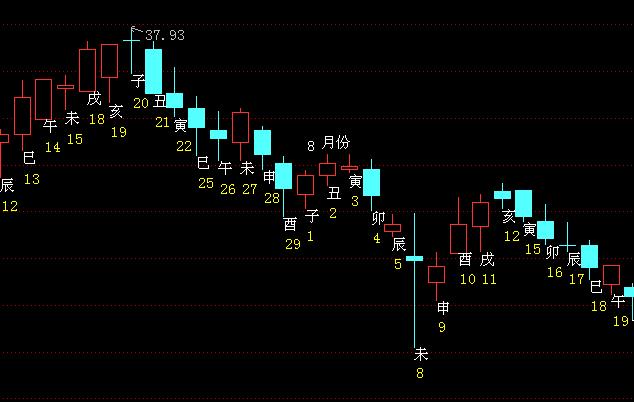 37.93
辰
12
巳
13
午
14
未
15
戌
18
亥
19
子
20
丑
21
寅
22
巳
25
午
26
未
27
申
28
酉
29
8 月份
子
1
丑
2
寅
3
卯
4
辰
5
未
8
申
9
酉
10
戌
11
亥
12
寅
15
卯
16
辰
17
巳
18
午
19